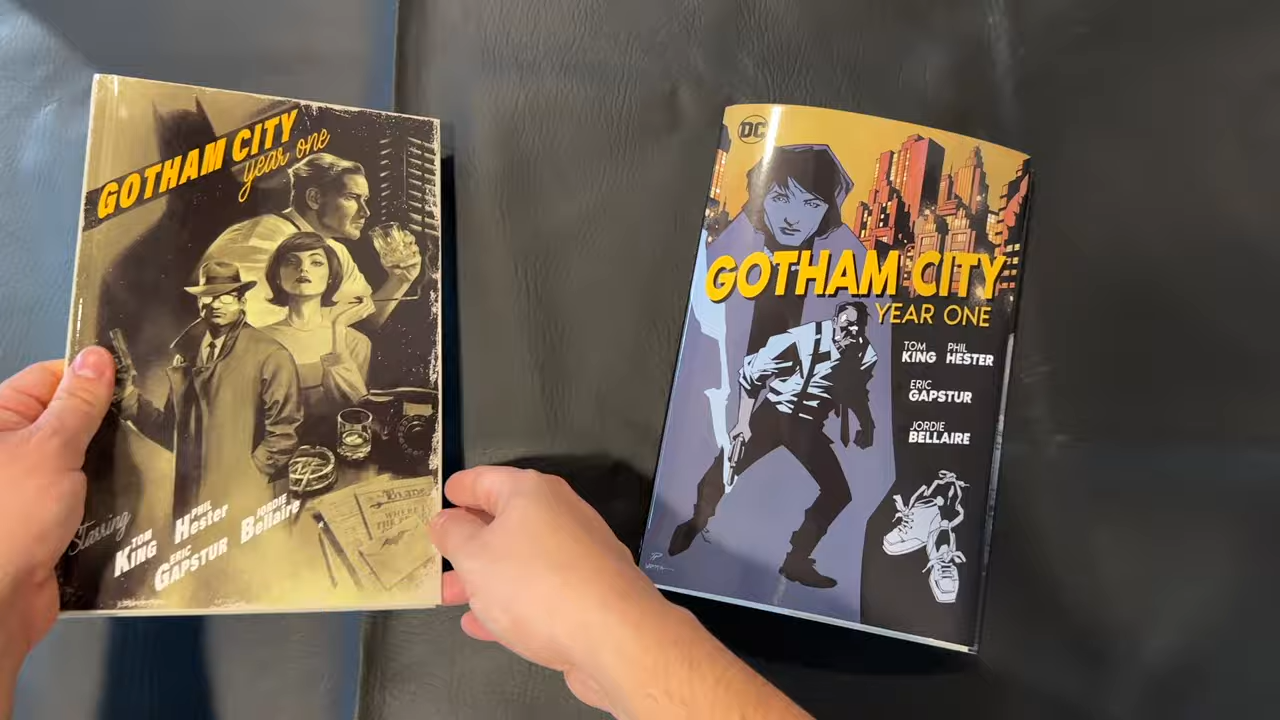 GOTHAM CITY
year one
Starring
TOM
KING
PHIL
Hester
ERIC
GAPSTUR
JORDIE
Bellaire
DC
GOTHAM CITY
YEAR ONE
TOM
KING
PHIL
HESTER
ERIC
GAPSTUR
JORDIE
BELLAIRE